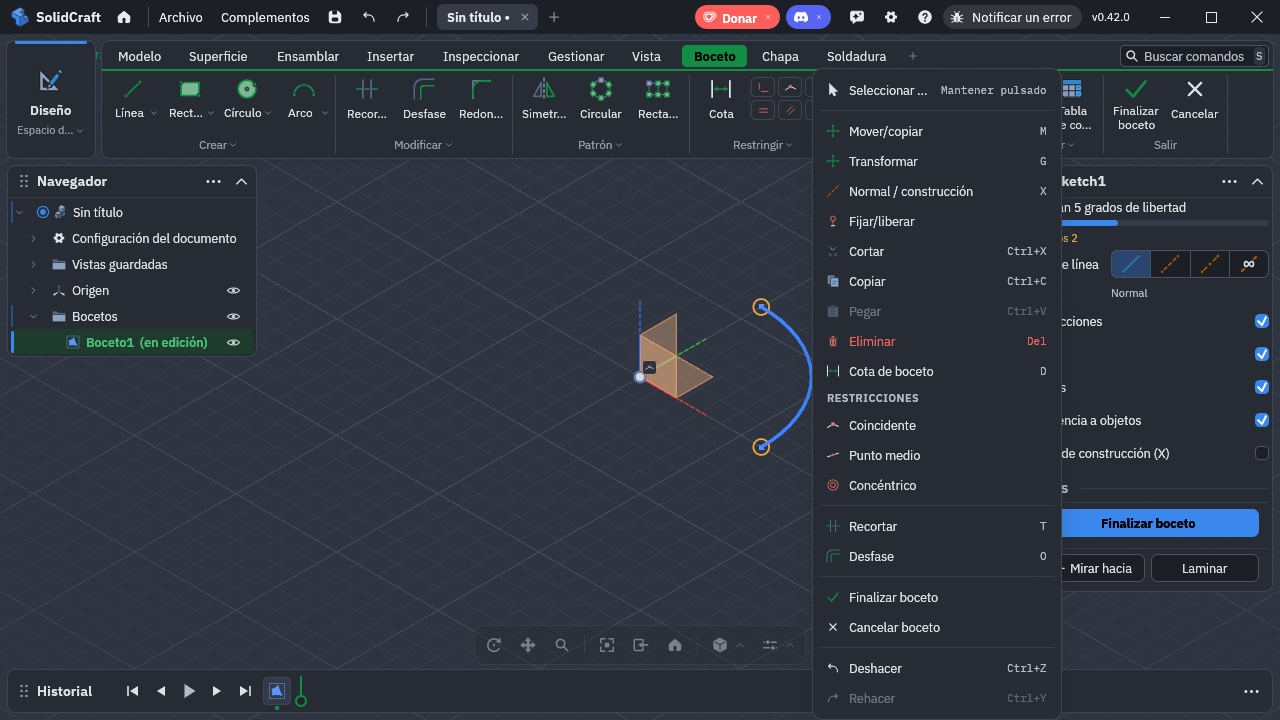 SolidCraft
Archivo
Complementos
Sin título •
Donar
Notificar un error
v0.42.0
Diseño
Espacio d...
Modelo
Superficie
Ensamblar
Insertar
Inspeccionar
Gestionar
Vista
Boceto
Chapa
Soldadura
Buscar comandos
S
Línea
Rect...
Círculo
Arco
Crear
Recor...
Desfase
Redon...
Modificar
Simetr...
Circular
Recta...
Patrón
Cota
Restringir
Tabla
e co...
Finalizar
boceto
Cancelar
Salir
Navegador
Sin título
Configuración del documento
Vistas guardadas
Origen
Bocetos
Boceto1 (en edición)
Seleccionar ... Mantener pulsado
Mover/copiar M
Transformar G
Normal / construcción X
Fijar/liberar
Cortar Ctrl+X
Copiar Ctrl+C
Pegar Ctrl+V
Eliminar Del
Cota de boceto D
RESTRICCIONES
Coincidente
Punto medio
Concéntrico
Recortar T
Desfase O
Finalizar boceto
Cancelar boceto
Deshacer Ctrl+Z
Rehacer Ctrl+Y
ketch1
an 5 grados de libertad
os 2
e línea
Normal
cciones
s
encia a objetos
de construcción (X)
s
Finalizar boceto
Mirar hacia
Laminar
Historial